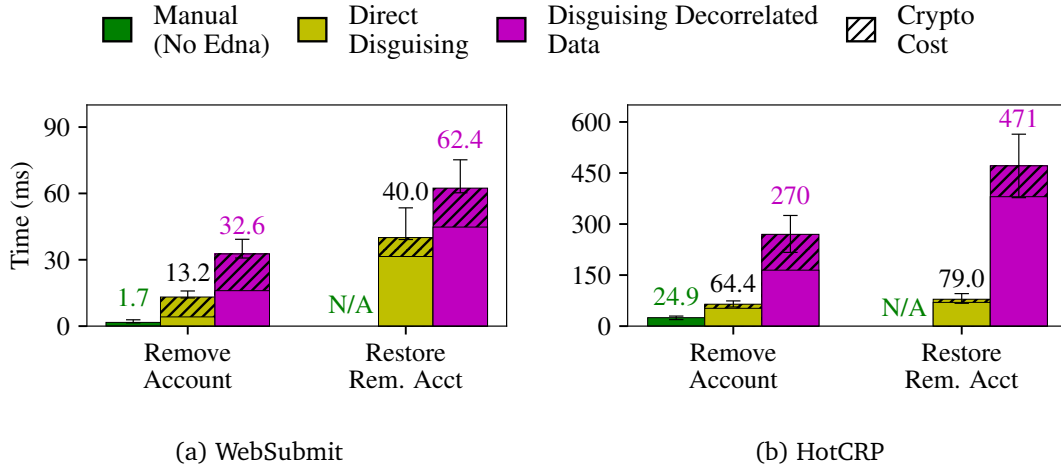 Manual
(No Edna)
Direct
Disguising
Disguising Decorrelated
Data
Crypto
Cost
Time (ms)
90
60
30
0
1.7
13.2
32.6
N/A
40.0
62.4
Remove
Account
Restore
Rem. Acct
(a) WebSubmit
600
450
300
150
0
24.9
64.4
270
N/A
79.0
471
Remove
Account
Restore
Rem. Acct
(b) HotCRP